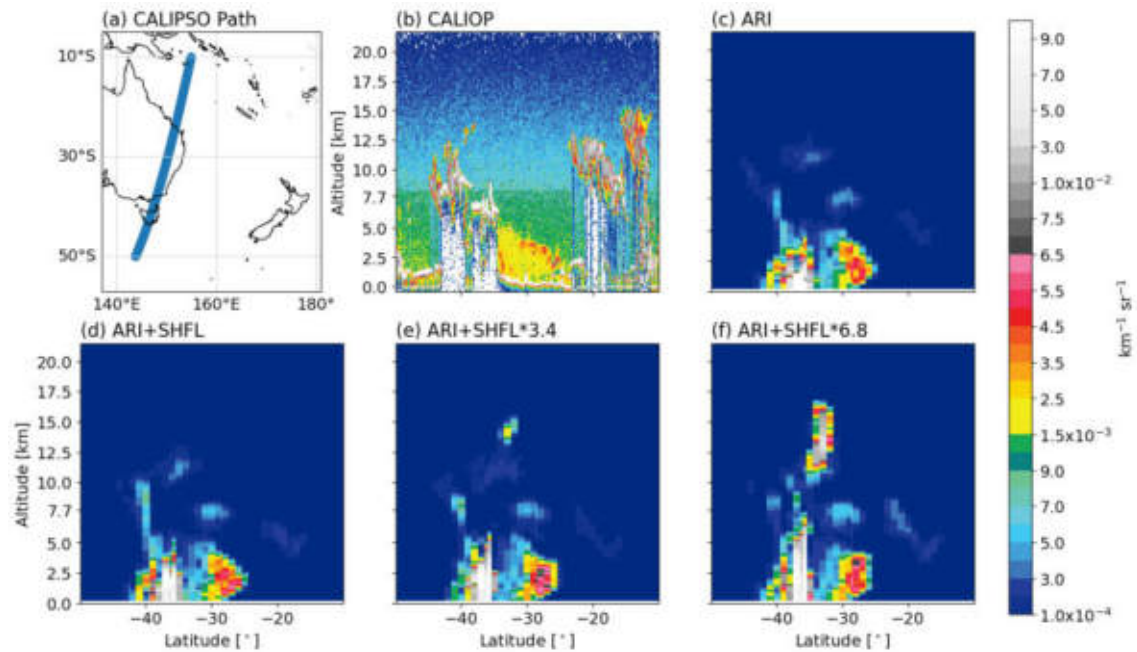 (a) CALIPSO Path
(b) CALIOP
(c) ARI
10°S
30°S
50°S
140°E
160°E
180°
Altitude [km]
20.0
17.5
15.0
12.5
10.0
7.7
5.0
2.5
0.0
(d) ARI+SHFL
(e) ARI+SHFL*3.4
(f) ARI+SHFL*6.8
Altitude [km]
20.0
17.5
15.0
12.5
10.0
7.7
5.0
2.5
0.0
−40
−30
−20
Latitude [°]
−40
−30
−20
Latitude [°]
−40
−30
−20
Latitude [°]
9.0
7.0
5.0
3.0
1.0x10⁻²
7.5
6.5
5.5
4.5
3.5
2.5
1.5x10⁻³
9.0
7.0
5.0
3.0
1.0x10⁻⁴
km⁻¹ sr⁻¹